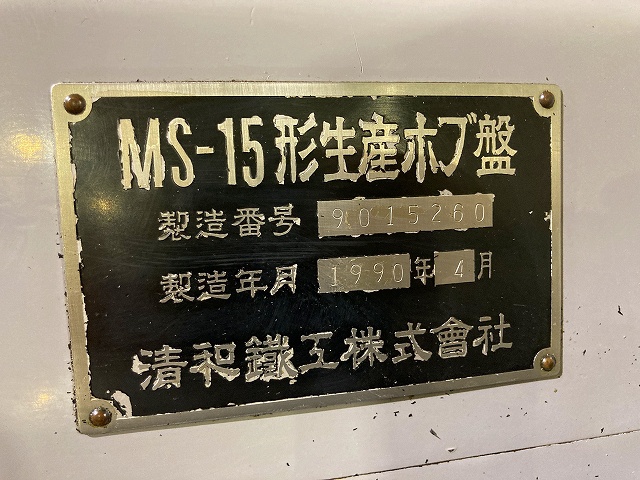 MS-15形生産ホブ盤
製造番号 9015260
製造年月 1990年4月
清和鐵工株式會社